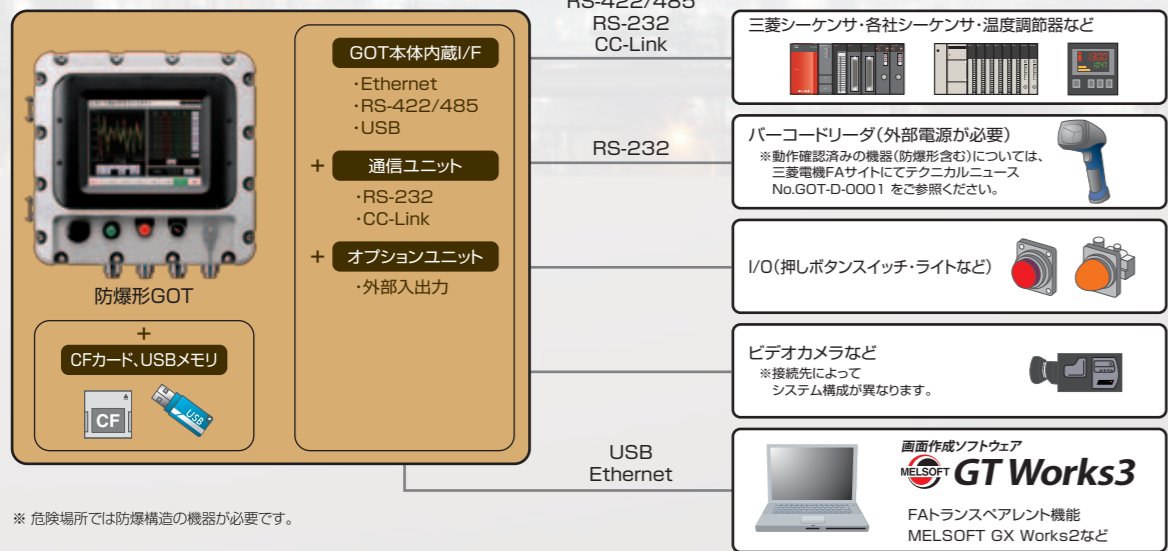 RS-422/485
RS-232
CC-Link
三菱シーケンサ・各社シーケンサ・温度調節器など
GOT本体内蔵I/F
・Ethernet
・RS-422/485
・USB
+ 通信ユニット
・RS-232
・CC-Link
+ オプションユニット
・外部入出力
防爆形GOT
+
CFカード、USBメモリ
CF
USB
RS-232
バーコードリーダ(外部電源が必要)
※動作確認済みの機器(防爆形含む)については、
三菱電機FAサイトにてテクニカルニュース
No.GOT-D-0001 をご参照ください。
I/O(押しボタンスイッチ・ライトなど)
ビデオカメラなど
※接続先によって
システム構成が異なります。
USB
Ethernet
画面作成ソフトウェア
MELSOFT GT Works3
FAトランスペアレント機能
MELSOFT GX Works2など
※ 危険場所では防爆構造の機器が必要です。